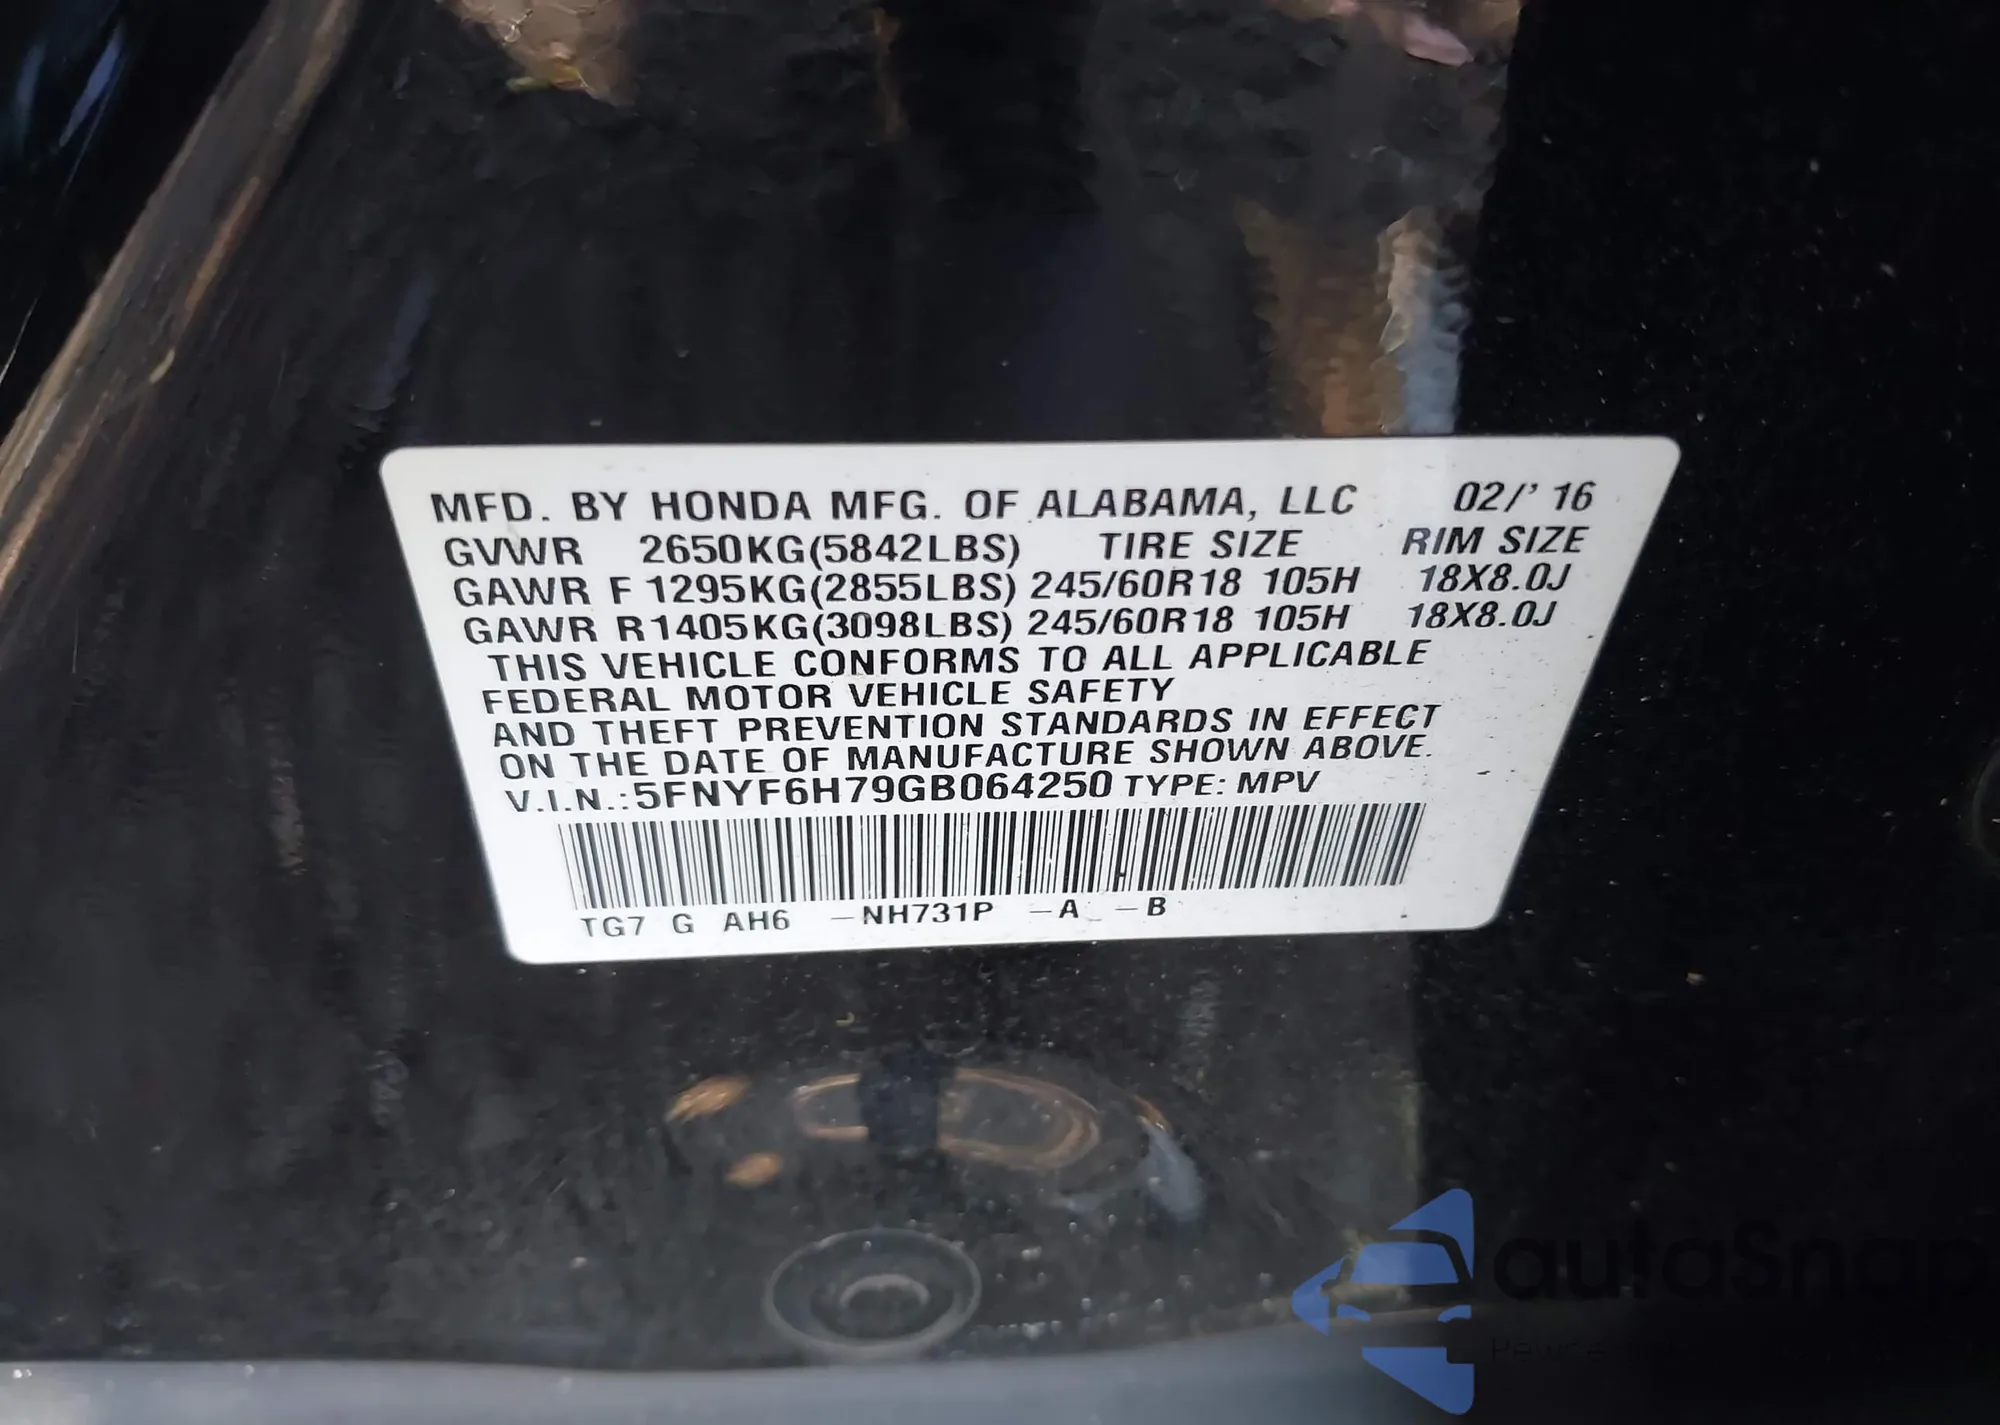 MFD. BY HONDA MFG. OF ALABAMA, LLC 02/' 16
GVWR 2650KG(5842LBS) TIRE SIZE RIM SIZE
GAWR F 1295KG(2855LBS) 245/60R18 105H 18X8.0J
GAWR R1405KG(3098LBS) 245/60R18 105H 18X8.0J
THIS VEHICLE CONFORMS TO ALL APPLICABLE
FEDERAL MOTOR VEHICLE SAFETY
AND THEFT PREVENTION STANDARDS IN EFFECT
ON THE DATE OF MANUFACTURE SHOWN ABOVE.
V.I.N.:5FNYF6H79GB064250 TYPE: MPV
TG7 G AH6 -NH731P -A -B
autoSnap